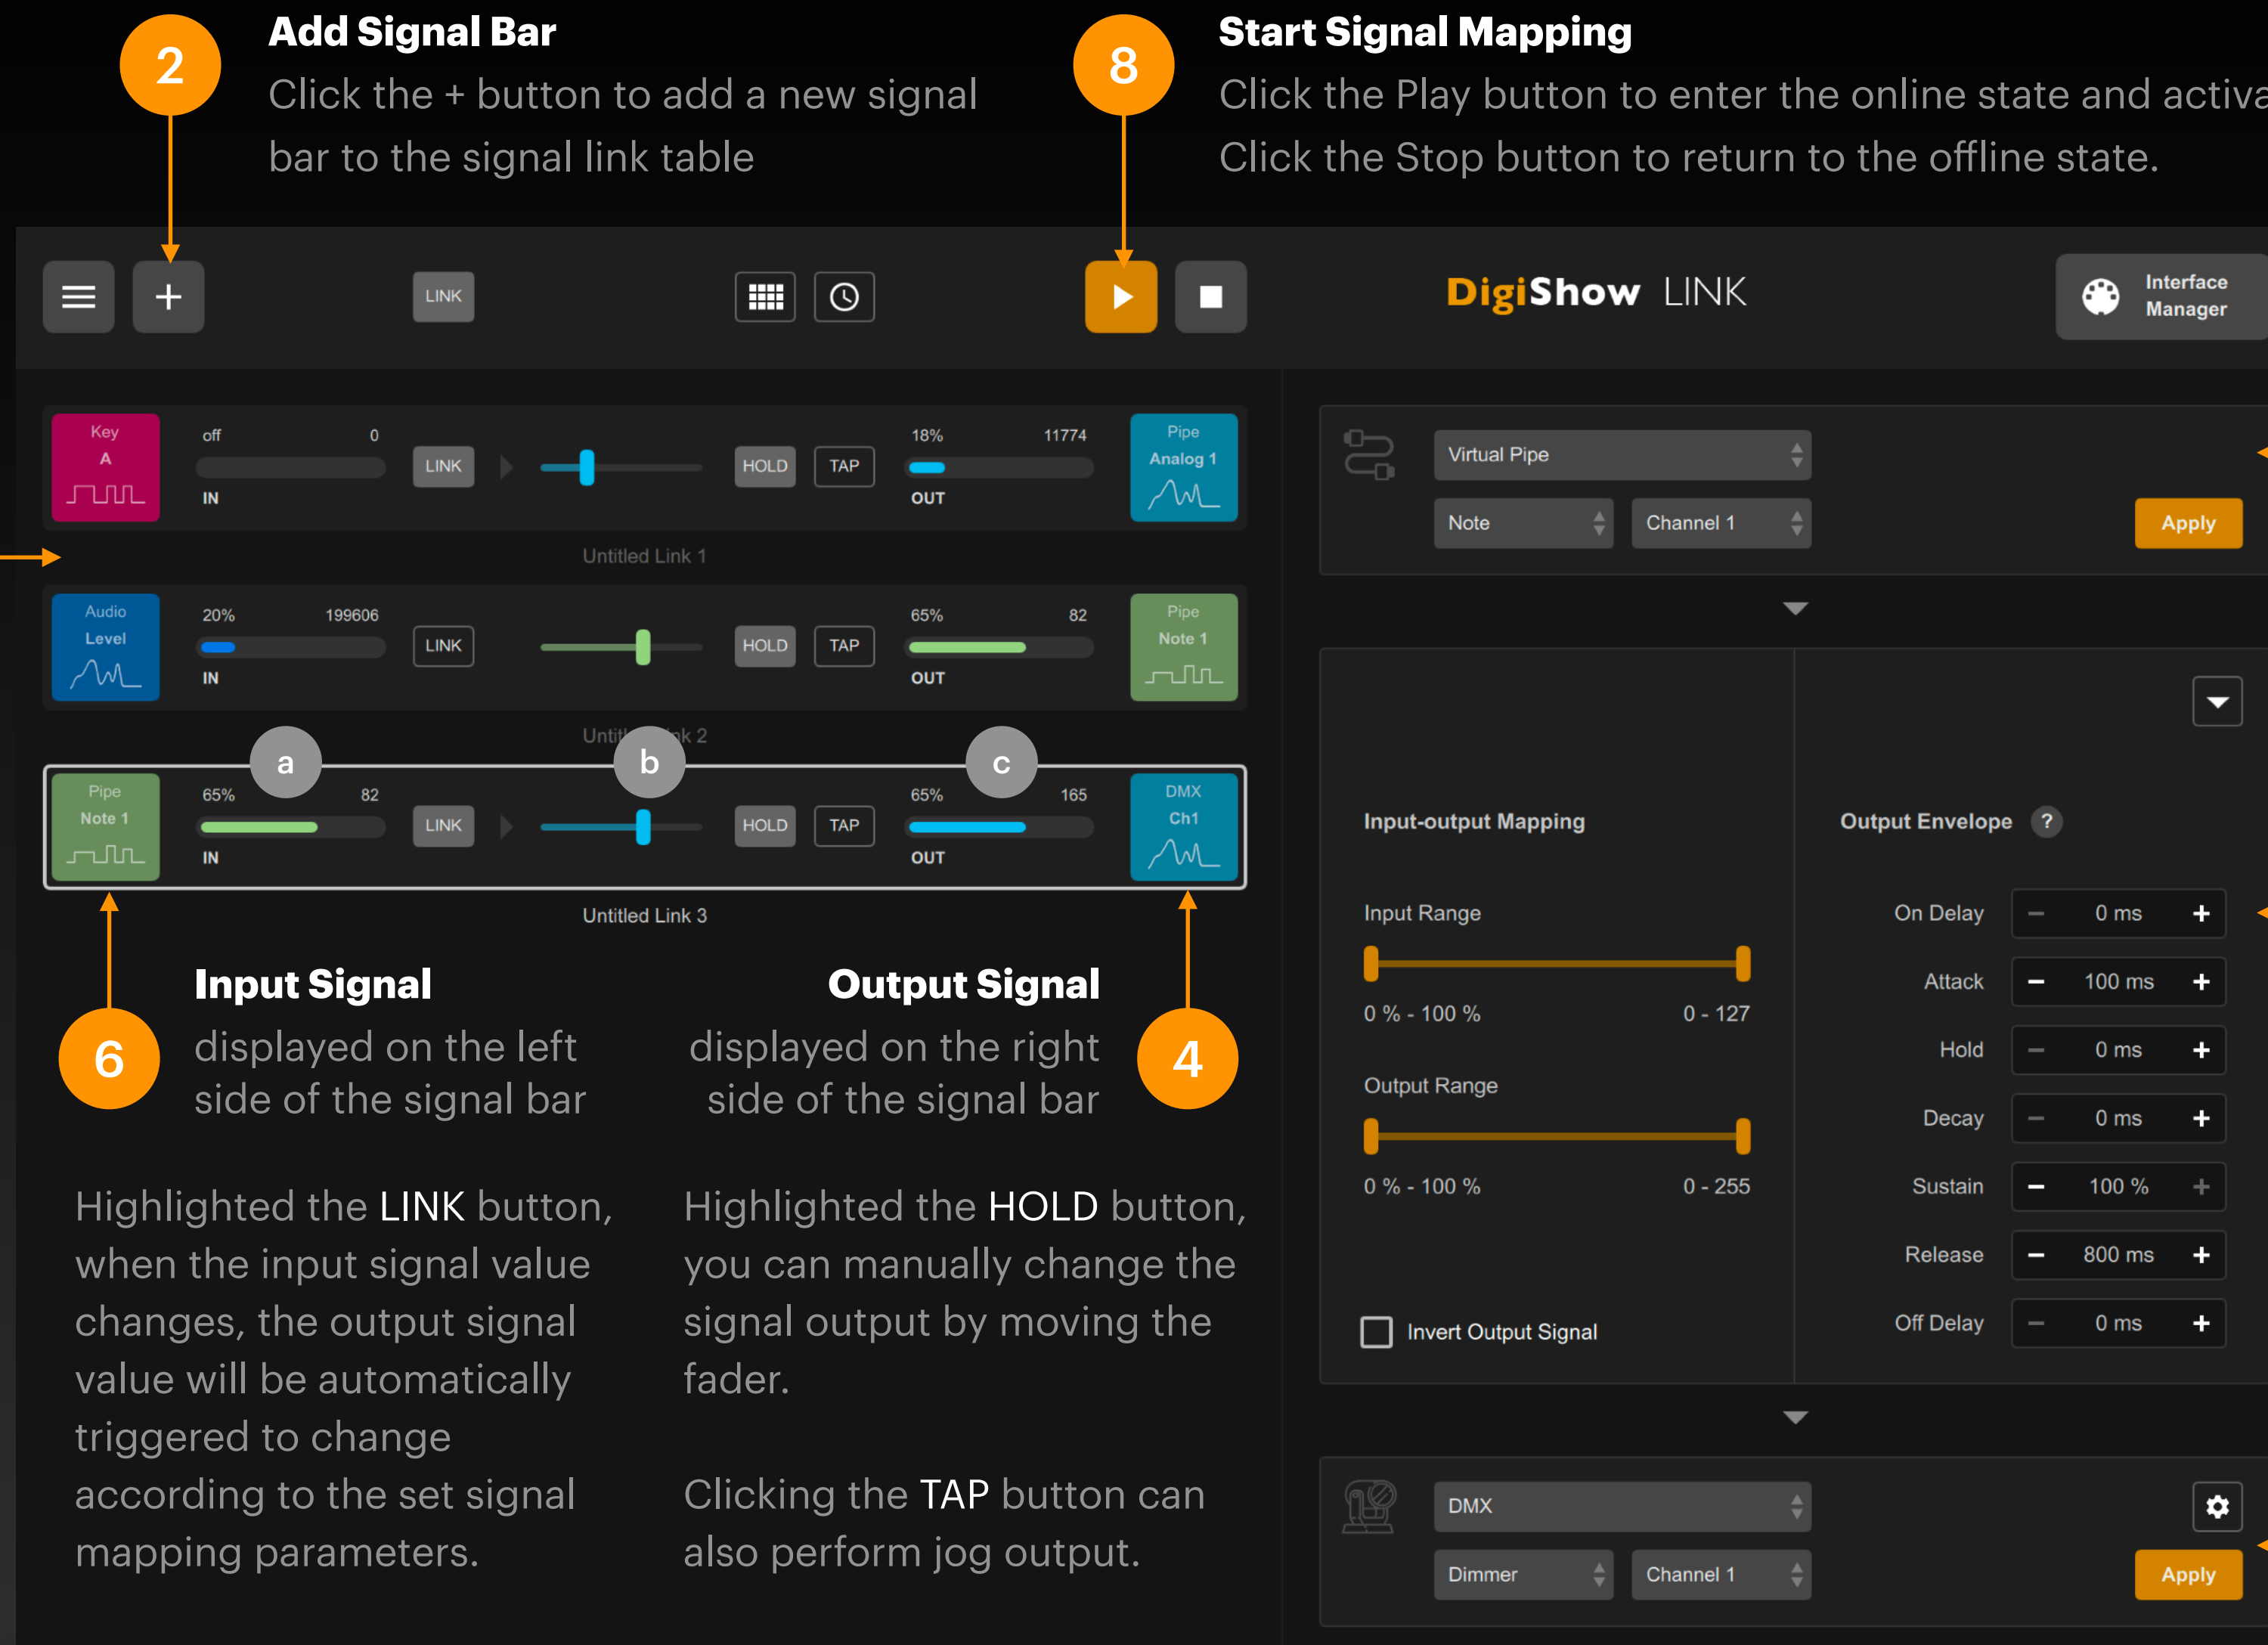 2
Add Signal Bar
Click the + button to add a new signal
bar to the signal link table
8
Start Signal Mapping
Click the Play button to enter the online state and activa
Click the Stop button to return to the offline state.
LINK
DigiShow LINK
Interface
Manager
Key
A
off 0
IN
LINK
HOLD
TAP
18% 11774
OUT
Pipe
Analog 1
Untitled Link 1
Audio
Level
20% 199606
IN
LINK
HOLD
TAP
65% 82
OUT
Pipe
Note 1
Untitled Link 2
a
b
c
Pipe
Note 1
65% 82
IN
LINK
HOLD
TAP
65% 165
OUT
DMX
Ch1
Untitled Link 3
6
Input Signal
displayed on the left
side of the signal bar
Output Signal
displayed on the right
side of the signal bar
4
Highlighted the LINK button,
when the input signal value
changes, the output signal
value will be automatically
triggered to change
according to the set signal
mapping parameters.
Highlighted the HOLD button,
you can manually change the
signal output by moving the
fader.
Clicking the TAP button can
also perform jog output.
Virtual Pipe
Note
Channel 1
Apply
Input-output Mapping
Input Range
0 % - 100 % 0 - 127
Output Range
0 % - 100 % 0 - 255
Invert Output Signal
Output Envelope ?
On Delay − 0 ms +
Attack − 100 ms +
Hold − 0 ms +
Decay − 0 ms +
Sustain − 100 % +
Release − 800 ms +
Off Delay − 0 ms +
DMX
Dimmer
Channel 1
Apply